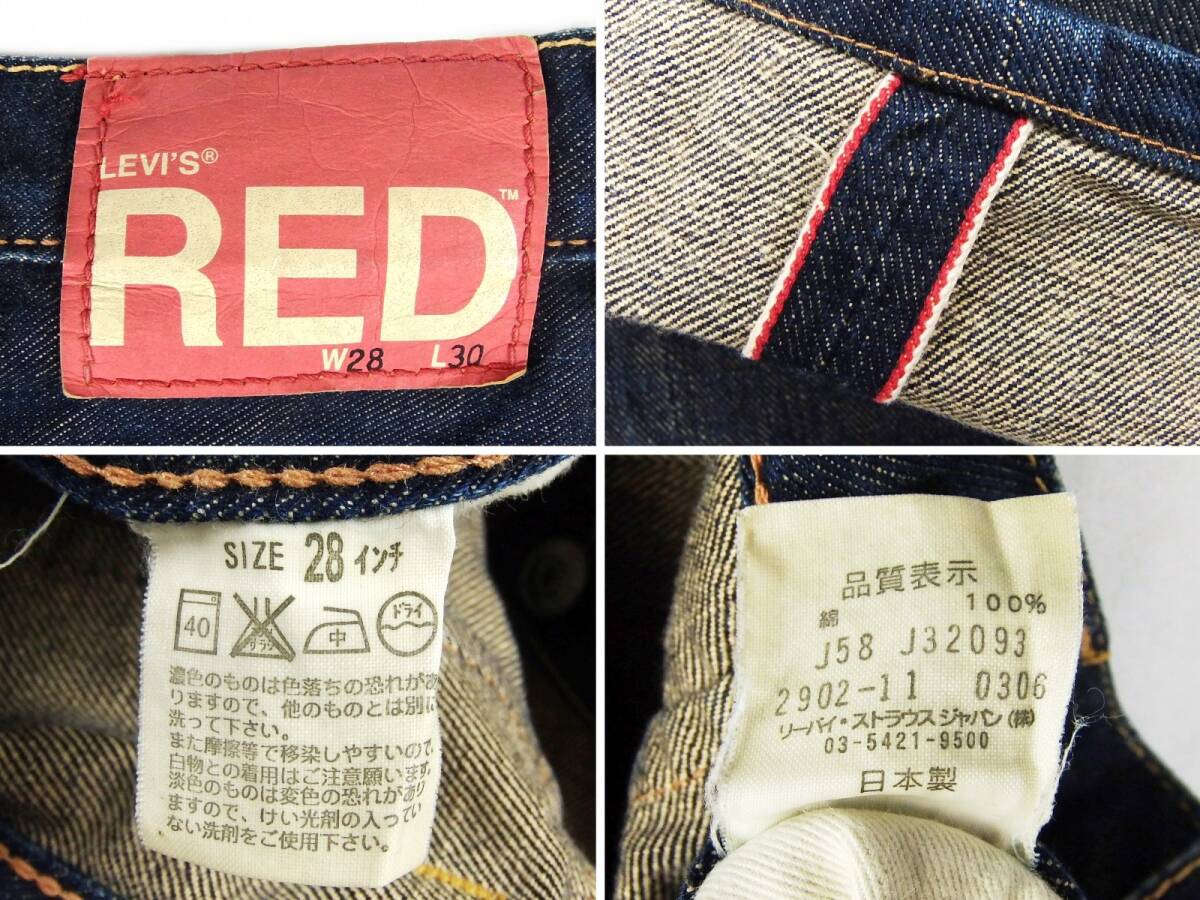 LEVI'S®
RED™
W28 L30
SIZE 28インチ
40
サラシ
中
ドライ
濃色のものは色落ちの恐れがあ
りますので、他のものとは別に
洗って下さい。
また摩擦等で移染しやすいので、
白物との着用はご注意願います。
淡色のものは変色の恐れがあり
ますので、けい光剤の入ってい
ない洗剤をご使用下さい。
品質表示
綿 100%
J58 J32093
2902-11 0306
リーバイ・ストラウス ジャパン(株)
03-5421-9500
日本製